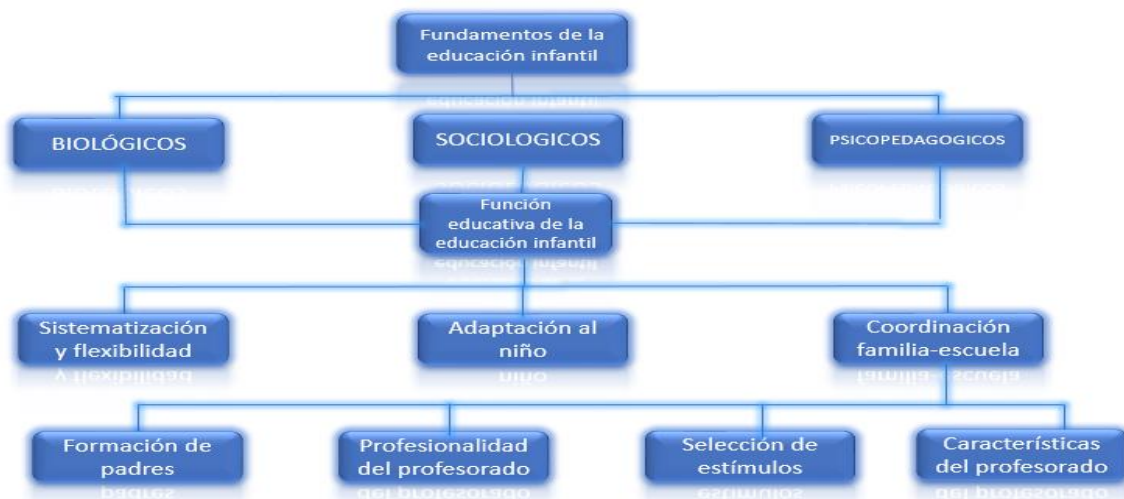 Fundamentos de la
educación infantil
BIOLÓGICOS
SOCIOLOGICOS
PSICOPEDAGOGICOS
Función
educativa de la
educación infantil
Sistematización
y flexibilidad
Adaptación al
niño
Coordinación
familia-escuela
Formación de
padres
Profesionalidad
del profesorado
Selección de
estímulos
Características
del profesorado